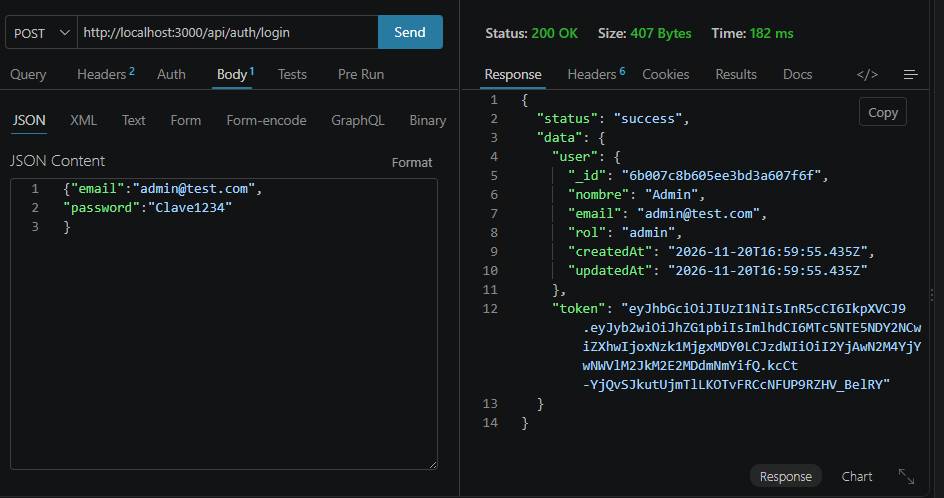 POST http://localhost:3000/api/auth/login Send
Query Headers 2 Auth Body 1 Tests Pre Run
JSON XML Text Form Form-encode GraphQL Binary
JSON Content Format
1 {"email":"admin@test.com",
2 "password":"Clave1234"
3 }
Status: 200 OK Size: 407 Bytes Time: 182 ms
Response Headers 6 Cookies Results Docs </>
Copy
1 {
2 "status": "success",
3 "data": {
4 "user": {
5 "_id": "6b007c8b605ee3bd3a607f6f",
6 "nombre": "Admin",
7 "email": "admin@test.com",
8 "rol": "admin",
9 "createdAt": "2026-11-20T16:59:55.435Z",
10 "updatedAt": "2026-11-20T16:59:55.435Z"
11 },
12 "token": "eyJhbGciOiJIUzI1NiIsInR5cCI6IkpXVCJ9
.eyJyb2wiOiJhZG1pbiIsImlhdCI6MTc5NTE5NDY2NCw
iZXhwIjoxNzk1MjgxMDY0LCJzdWIiOiI2YjAwN2M4YjY
wNWVlM2JkM2E2MDdmNmYifQ.kcCt
-YjQvSJkutUjmTlLKOTvFRCcNFUP9RZHV_BelRY"
13 }
14 }
Response Chart